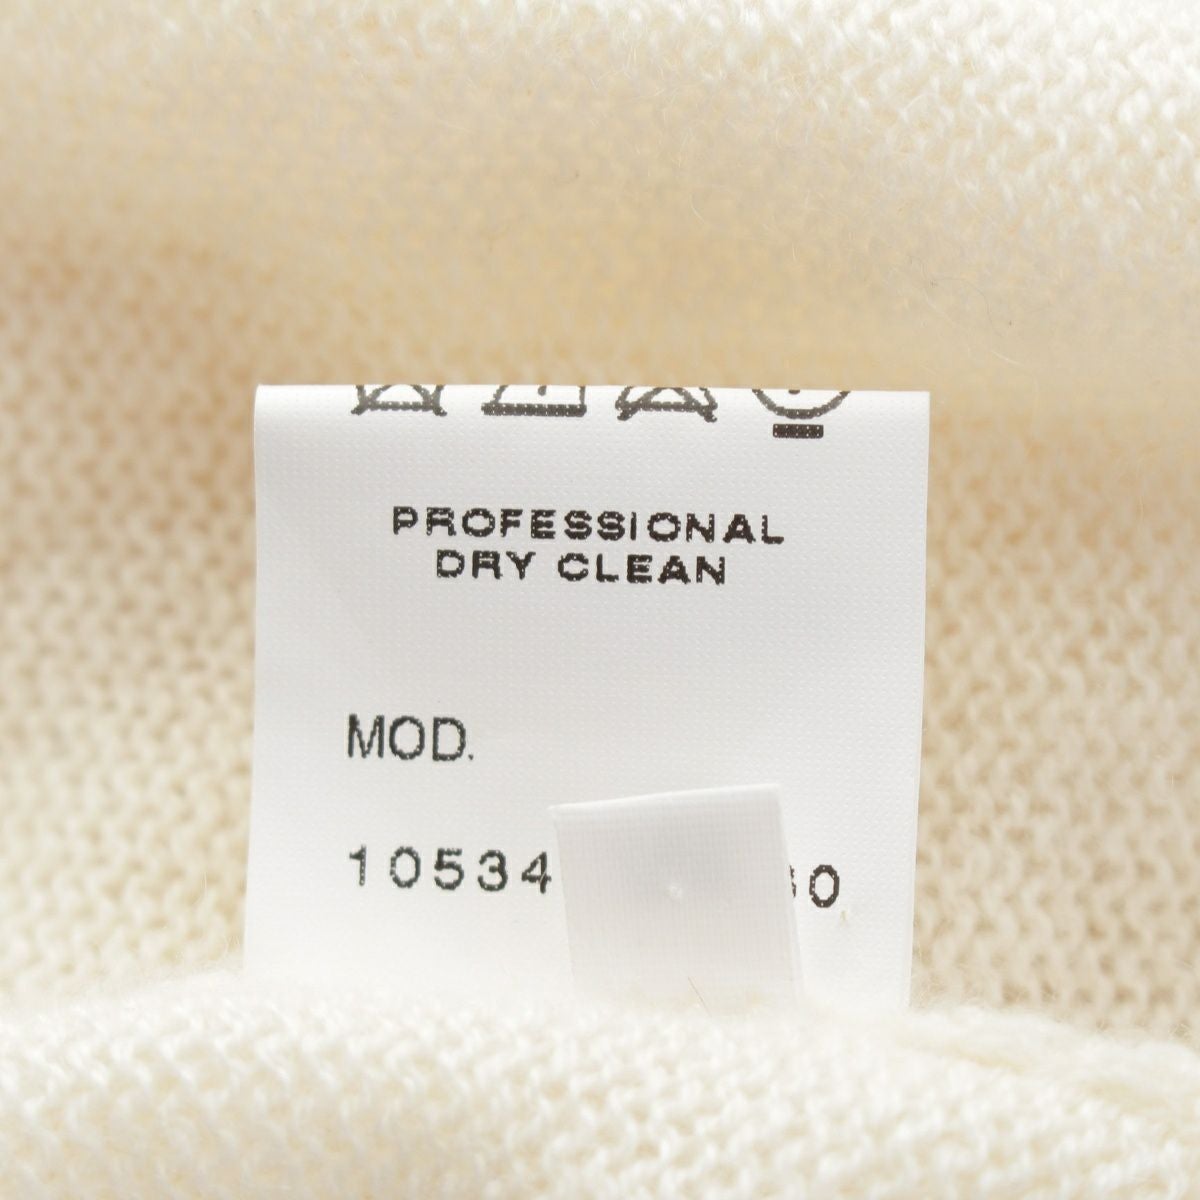 PROFESSIONAL
DRY CLEAN
MOD.
10534